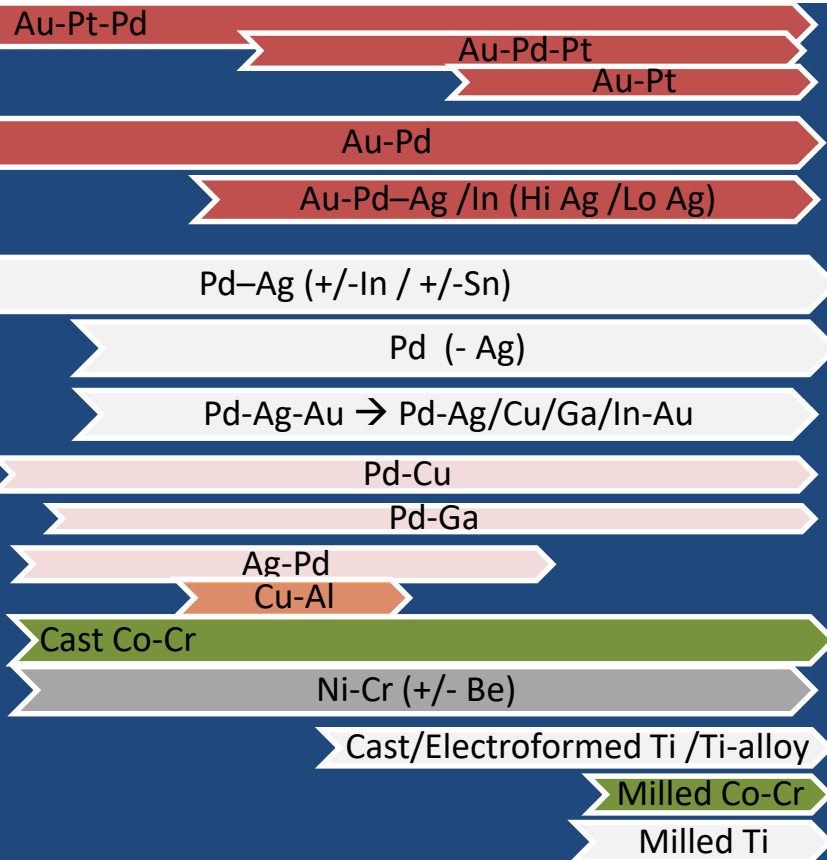 Au-Pt-Pd
Au-Pd-Pt
Au-Pt
Au-Pd
Au-Pd–Ag /In (Hi Ag /Lo Ag)
Pd–Ag (+/-In / +/-Sn)
Pd (- Ag)
Pd-Ag-Au → Pd-Ag/Cu/Ga/In-Au
Pd-Cu
Pd-Ga
Ag-Pd
Cu-Al
Cast Co-Cr
Ni-Cr (+/- Be)
Cast/Electroformed Ti /Ti-alloy
Milled Co-Cr
Milled Ti